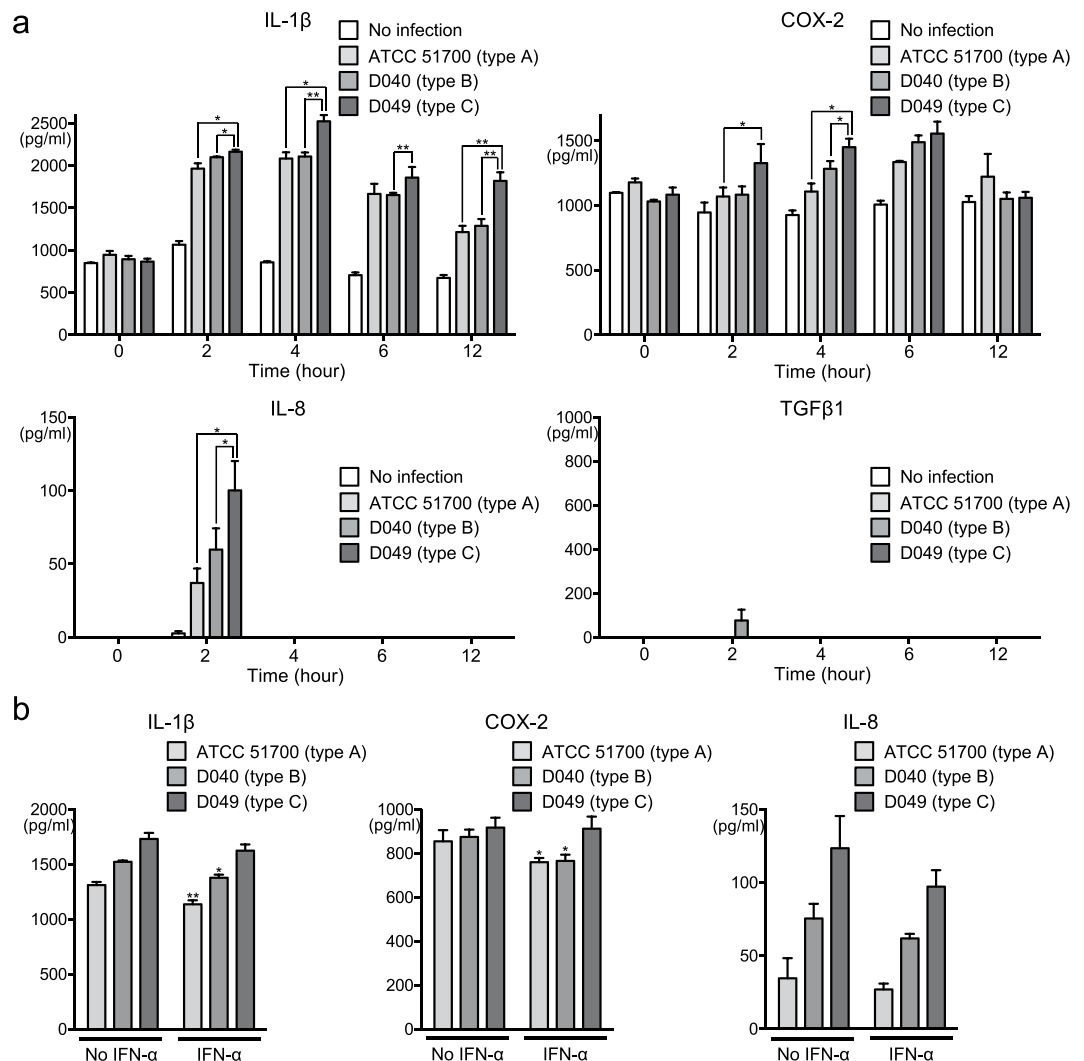 a
IL-1β
No infection
ATCC 51700 (type A)
D040 (type B)
D049 (type C)
2500
(pg/ml)
2000
1500
1000
500
0
* * * ** ** ** **
0 2 4 6 12
Time (hour)
COX-2
No infection
ATCC 51700 (type A)
D040 (type B)
D049 (type C)
1500
(pg/ml)
1000
500
0
* * *
0 2 4 6 12
Time (hour)
IL-8
No infection
ATCC 51700 (type A)
D040 (type B)
D049 (type C)
150
(pg/ml)
100
50
0
* *
0 2 4 6 12
Time (hour)
TGFβ1
No infection
ATCC 51700 (type A)
D040 (type B)
D049 (type C)
1000
(pg/ml)
800
600
400
200
0
0 2 4 6 12
Time (hour)
b
IL-1β
ATCC 51700 (type A)
D040 (type B)
D049 (type C)
2000
(pg/ml)
1500
1000
500
0
** *
No IFN-α IFN-α
COX-2
ATCC 51700 (type A)
D040 (type B)
D049 (type C)
1000
(pg/ml)
800
600
400
200
0
* *
No IFN-α IFN-α
IL-8
ATCC 51700 (type A)
D040 (type B)
D049 (type C)
150
(pg/ml)
100
50
0
No IFN-α IFN-α